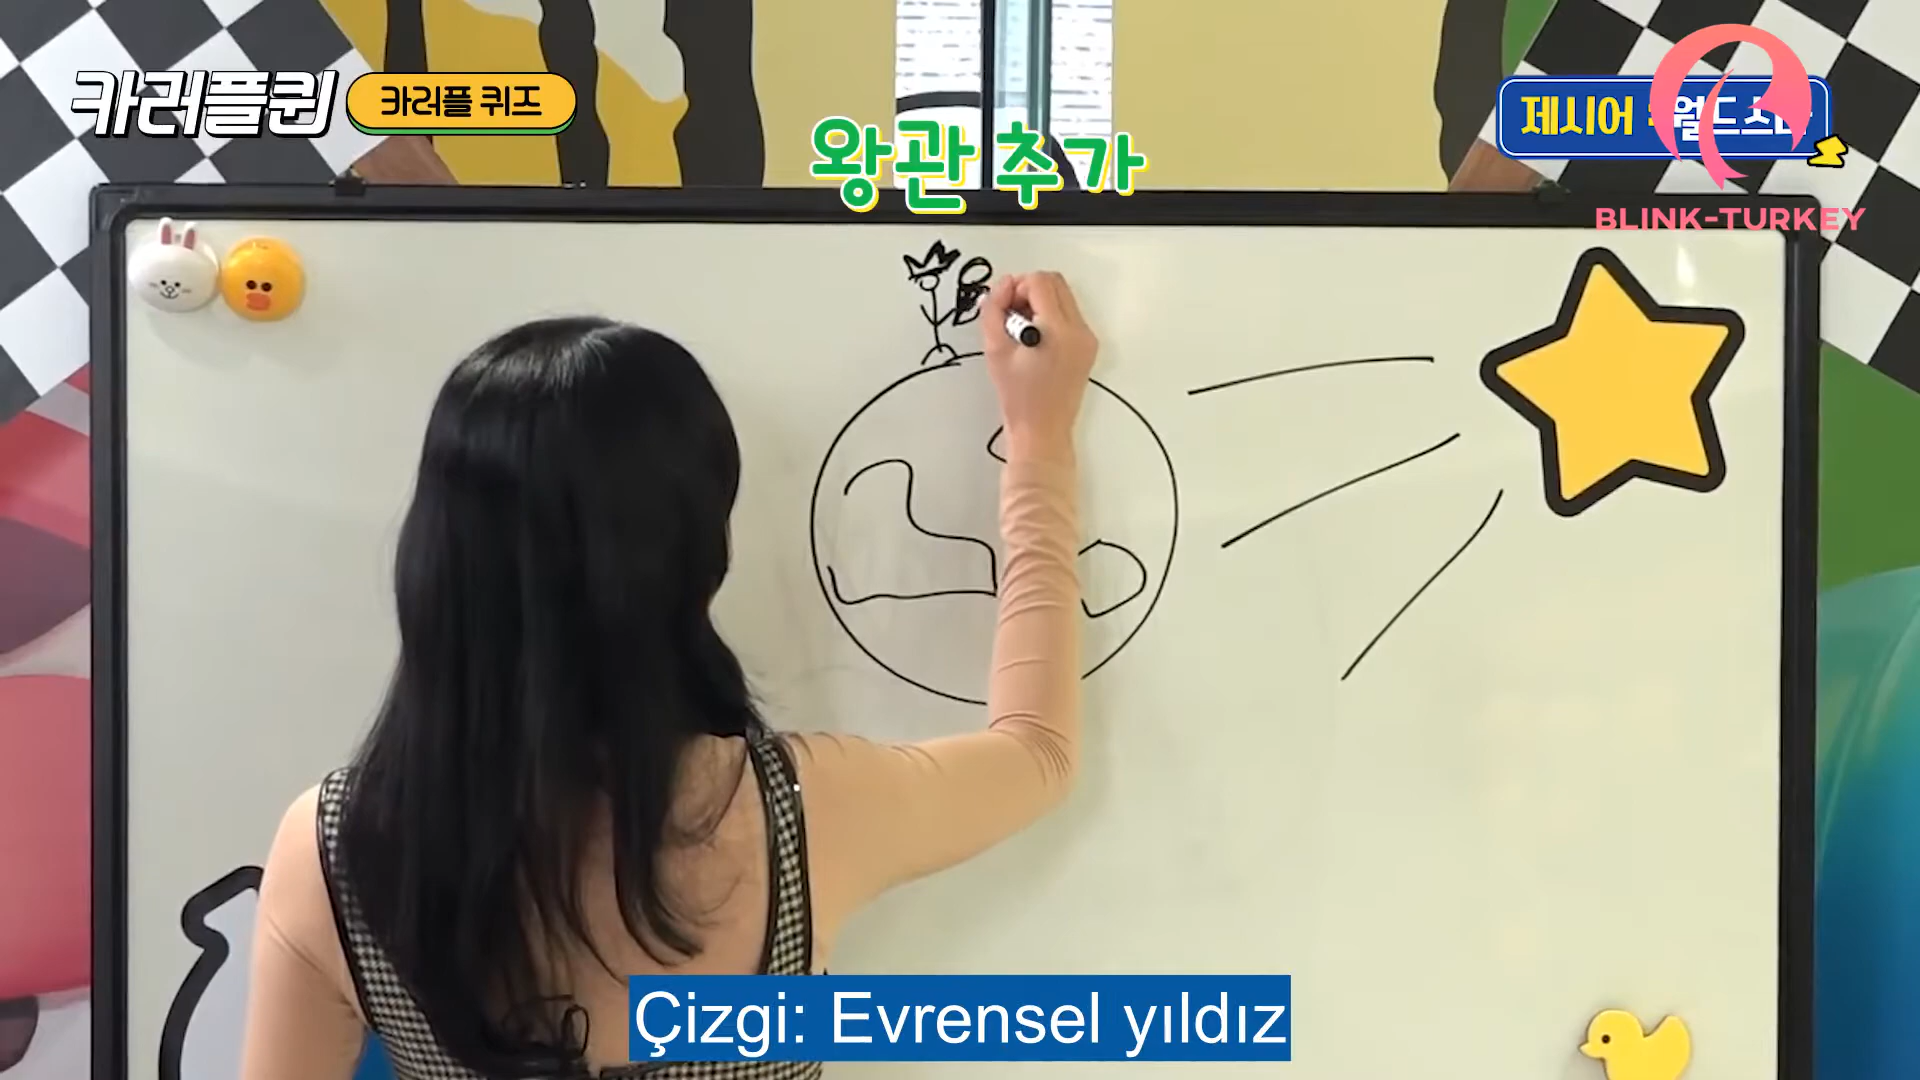 카러플퀸
카러플 퀴즈
왕관 추가
제시어
BLINK-TURKEY
Çizgi: Evrensel yıldız